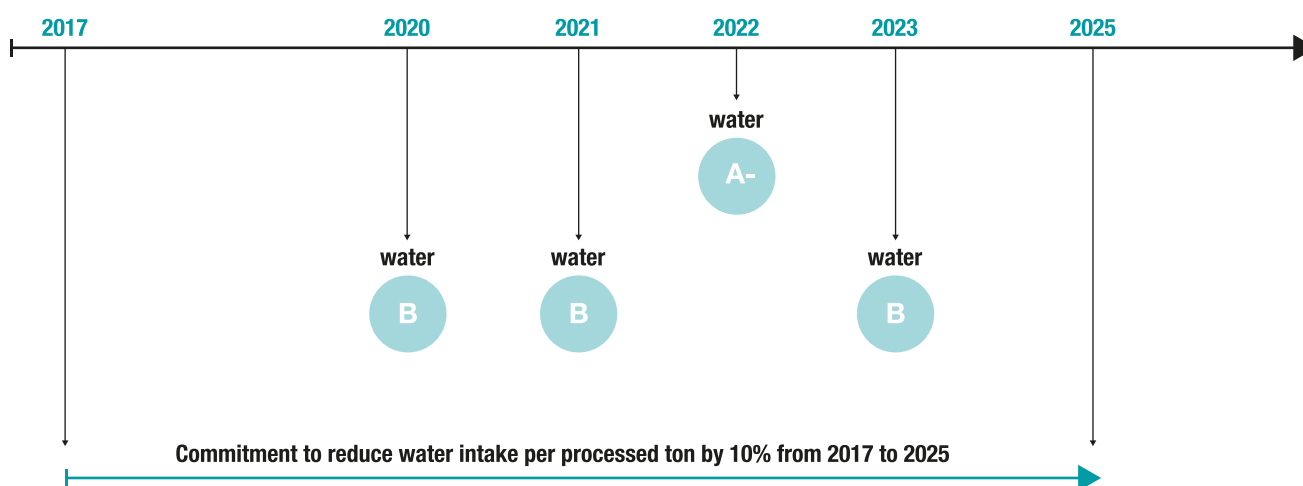 2017 2020 2021 2022 2023 2025
water
A-
water water water
B B B
Commitment to reduce water intake per processed ton by 10% from 2017 to 2025